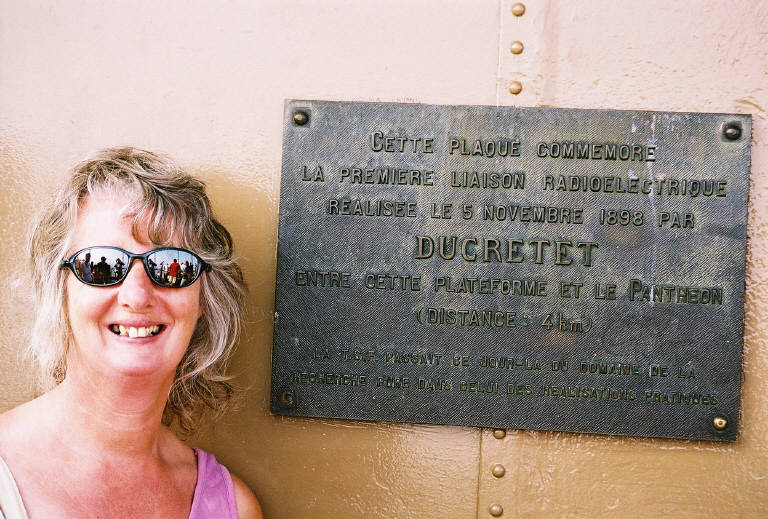 CETTE PLAQUE COMMEMORE
LA PREMIERE LIAISON RADIOELECTRIQUE
REALISEE LE 5 NOVEMBRE 1898 PAR
DUCRETET
ENTRE CETTE PLATEFORME ET LE PANTHEON
(DISTANCE : 4 km)
LA T.S.F. PASSAIT CE JOUR-LA DU DOMAINE DE LA
RECHERCHE PURE DANS CELUI DES REALISATIONS PRATIQUES